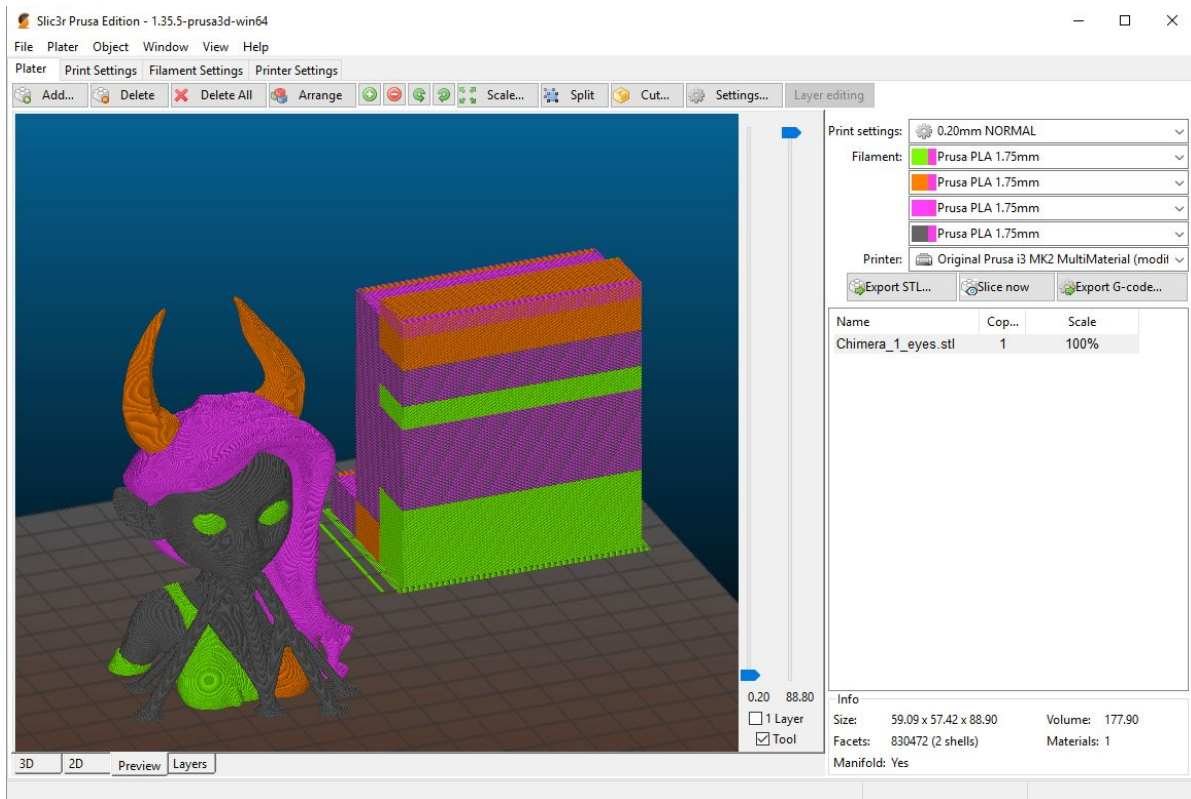 Slic3r Prusa Edition - 1.35.5-prusa3d-win64
File Plater Object Window View Help
Plater Print Settings Filament Settings Printer Settings
Add... Delete Delete All Arrange Scale... Split Cut... Settings... Layer editing
Print settings: 0.20mm NORMAL
Filament: Prusa PLA 1.75mm
Prusa PLA 1.75mm
Prusa PLA 1.75mm
Prusa PLA 1.75mm
Printer: Original Prusa i3 MK2 MultiMaterial (modif
Export STL... Slice now Export G-code...
Name Cop... Scale
Chimera_1_eyes.stl 1 100%
0.20 88.80
1 Layer
Tool
Info
Size: 59.09 x 57.42 x 88.90 Volume: 177.90
Facets: 830472 (2 shells) Materials: 1
Manifold: Yes
3D 2D Preview Layers